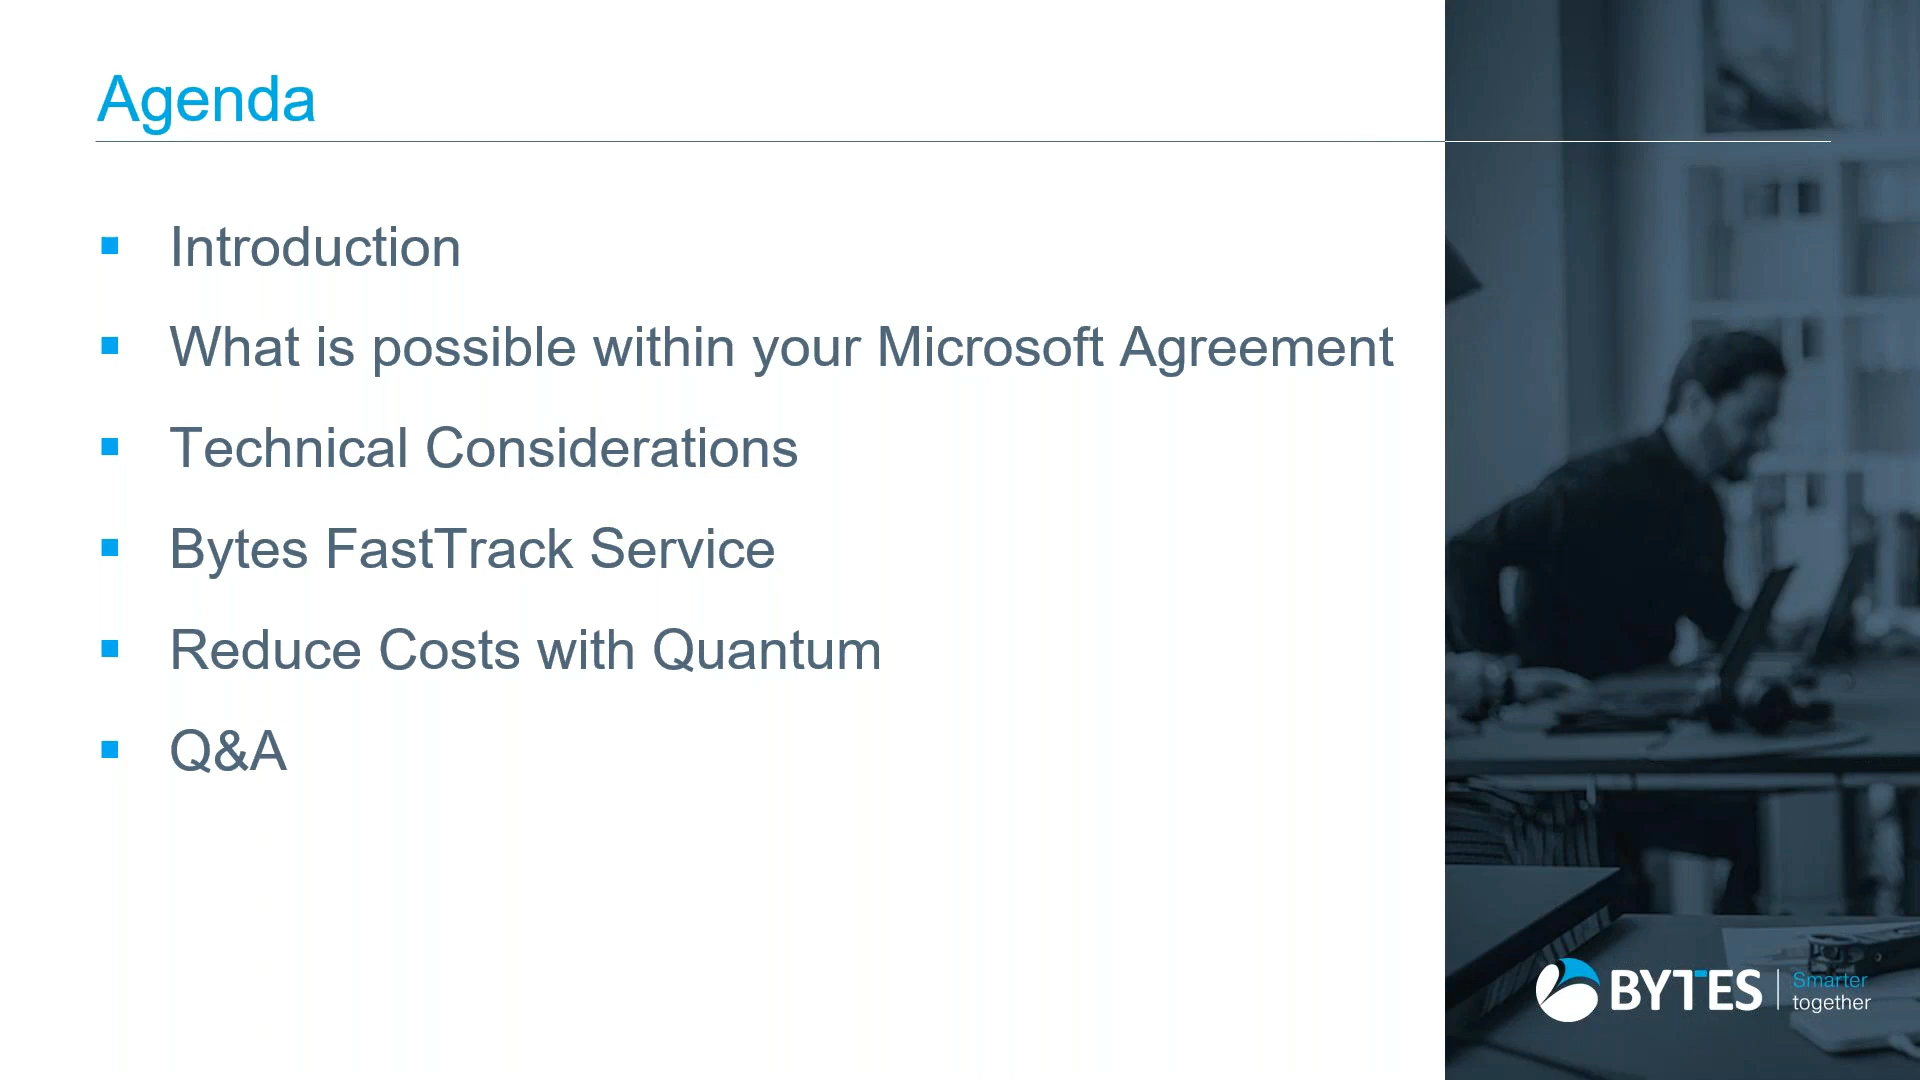 Agenda
Introduction
What is possible within your Microsoft Agreement
Technical Considerations
Bytes FastTrack Service
Reduce Costs with Quantum
Q&A
BYTES
Smarter
together